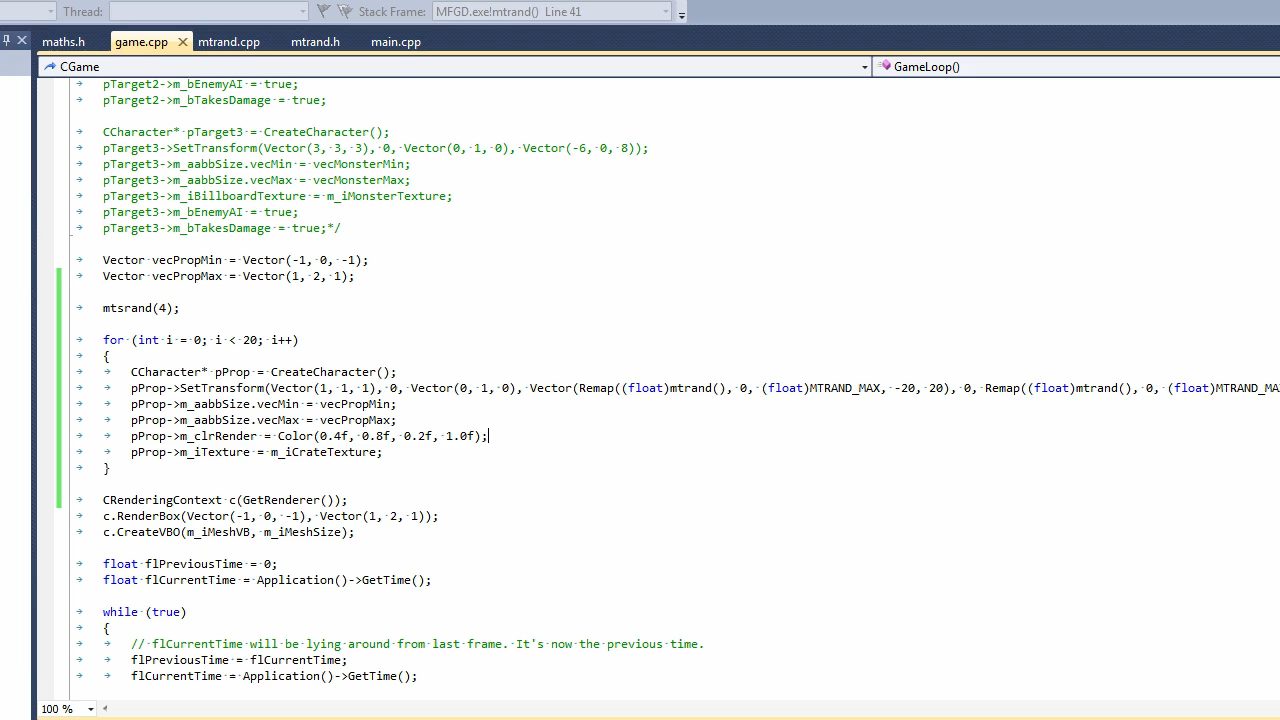 Thread: Stack Frame: MFGD.exe!mtrand() Line 41
maths.h game.cpp mtrand.cpp mtrand.h main.cpp
CGame GameLoop()
pTarget2->m_bEnemyAI = true;
pTarget2->m_bTakesDamage = true;
CCharacter* pTarget3 = CreateCharacter();
pTarget3->SetTransform(Vector(3, 3, 3), 0, Vector(0, 1, 0), Vector(-6, 0, 8));
pTarget3->m_aabbSize.vecMin = vecMonsterMin;
pTarget3->m_aabbSize.vecMax = vecMonsterMax;
pTarget3->m_iBillboardTexture = m_iMonsterTexture;
pTarget3->m_bEnemyAI = true;
pTarget3->m_bTakesDamage = true;*/
Vector vecPropMin = Vector(-1, 0, -1);
Vector vecPropMax = Vector(1, 2, 1);
mtsrand(4);
for (int i = 0; i < 20; i++)
{
CCharacter* pProp = CreateCharacter();
pProp->SetTransform(Vector(1, 1, 1), 0, Vector(0, 1, 0), Vector(Remap((float)mtrand(), 0, (float)MTRAND_MAX, -20, 20), 0, Remap((float)mtrand(), 0, (float)MTRAND_MA
pProp->m_aabbSize.vecMin = vecPropMin;
pProp->m_aabbSize.vecMax = vecPropMax;
pProp->m_clrRender = Color(0.4f, 0.8f, 0.2f, 1.0f);
pProp->m_iTexture = m_iCrateTexture;
}
CRenderingContext c(GetRenderer());
c.RenderBox(Vector(-1, 0, -1), Vector(1, 2, 1));
c.CreateVBO(m_iMeshVB, m_iMeshSize);
float flPreviousTime = 0;
float flCurrentTime = Application()->GetTime();
while (true)
{
// flCurrentTime will be lying around from last frame. It's now the previous time.
flPreviousTime = flCurrentTime;
flCurrentTime = Application()->GetTime();
100 %